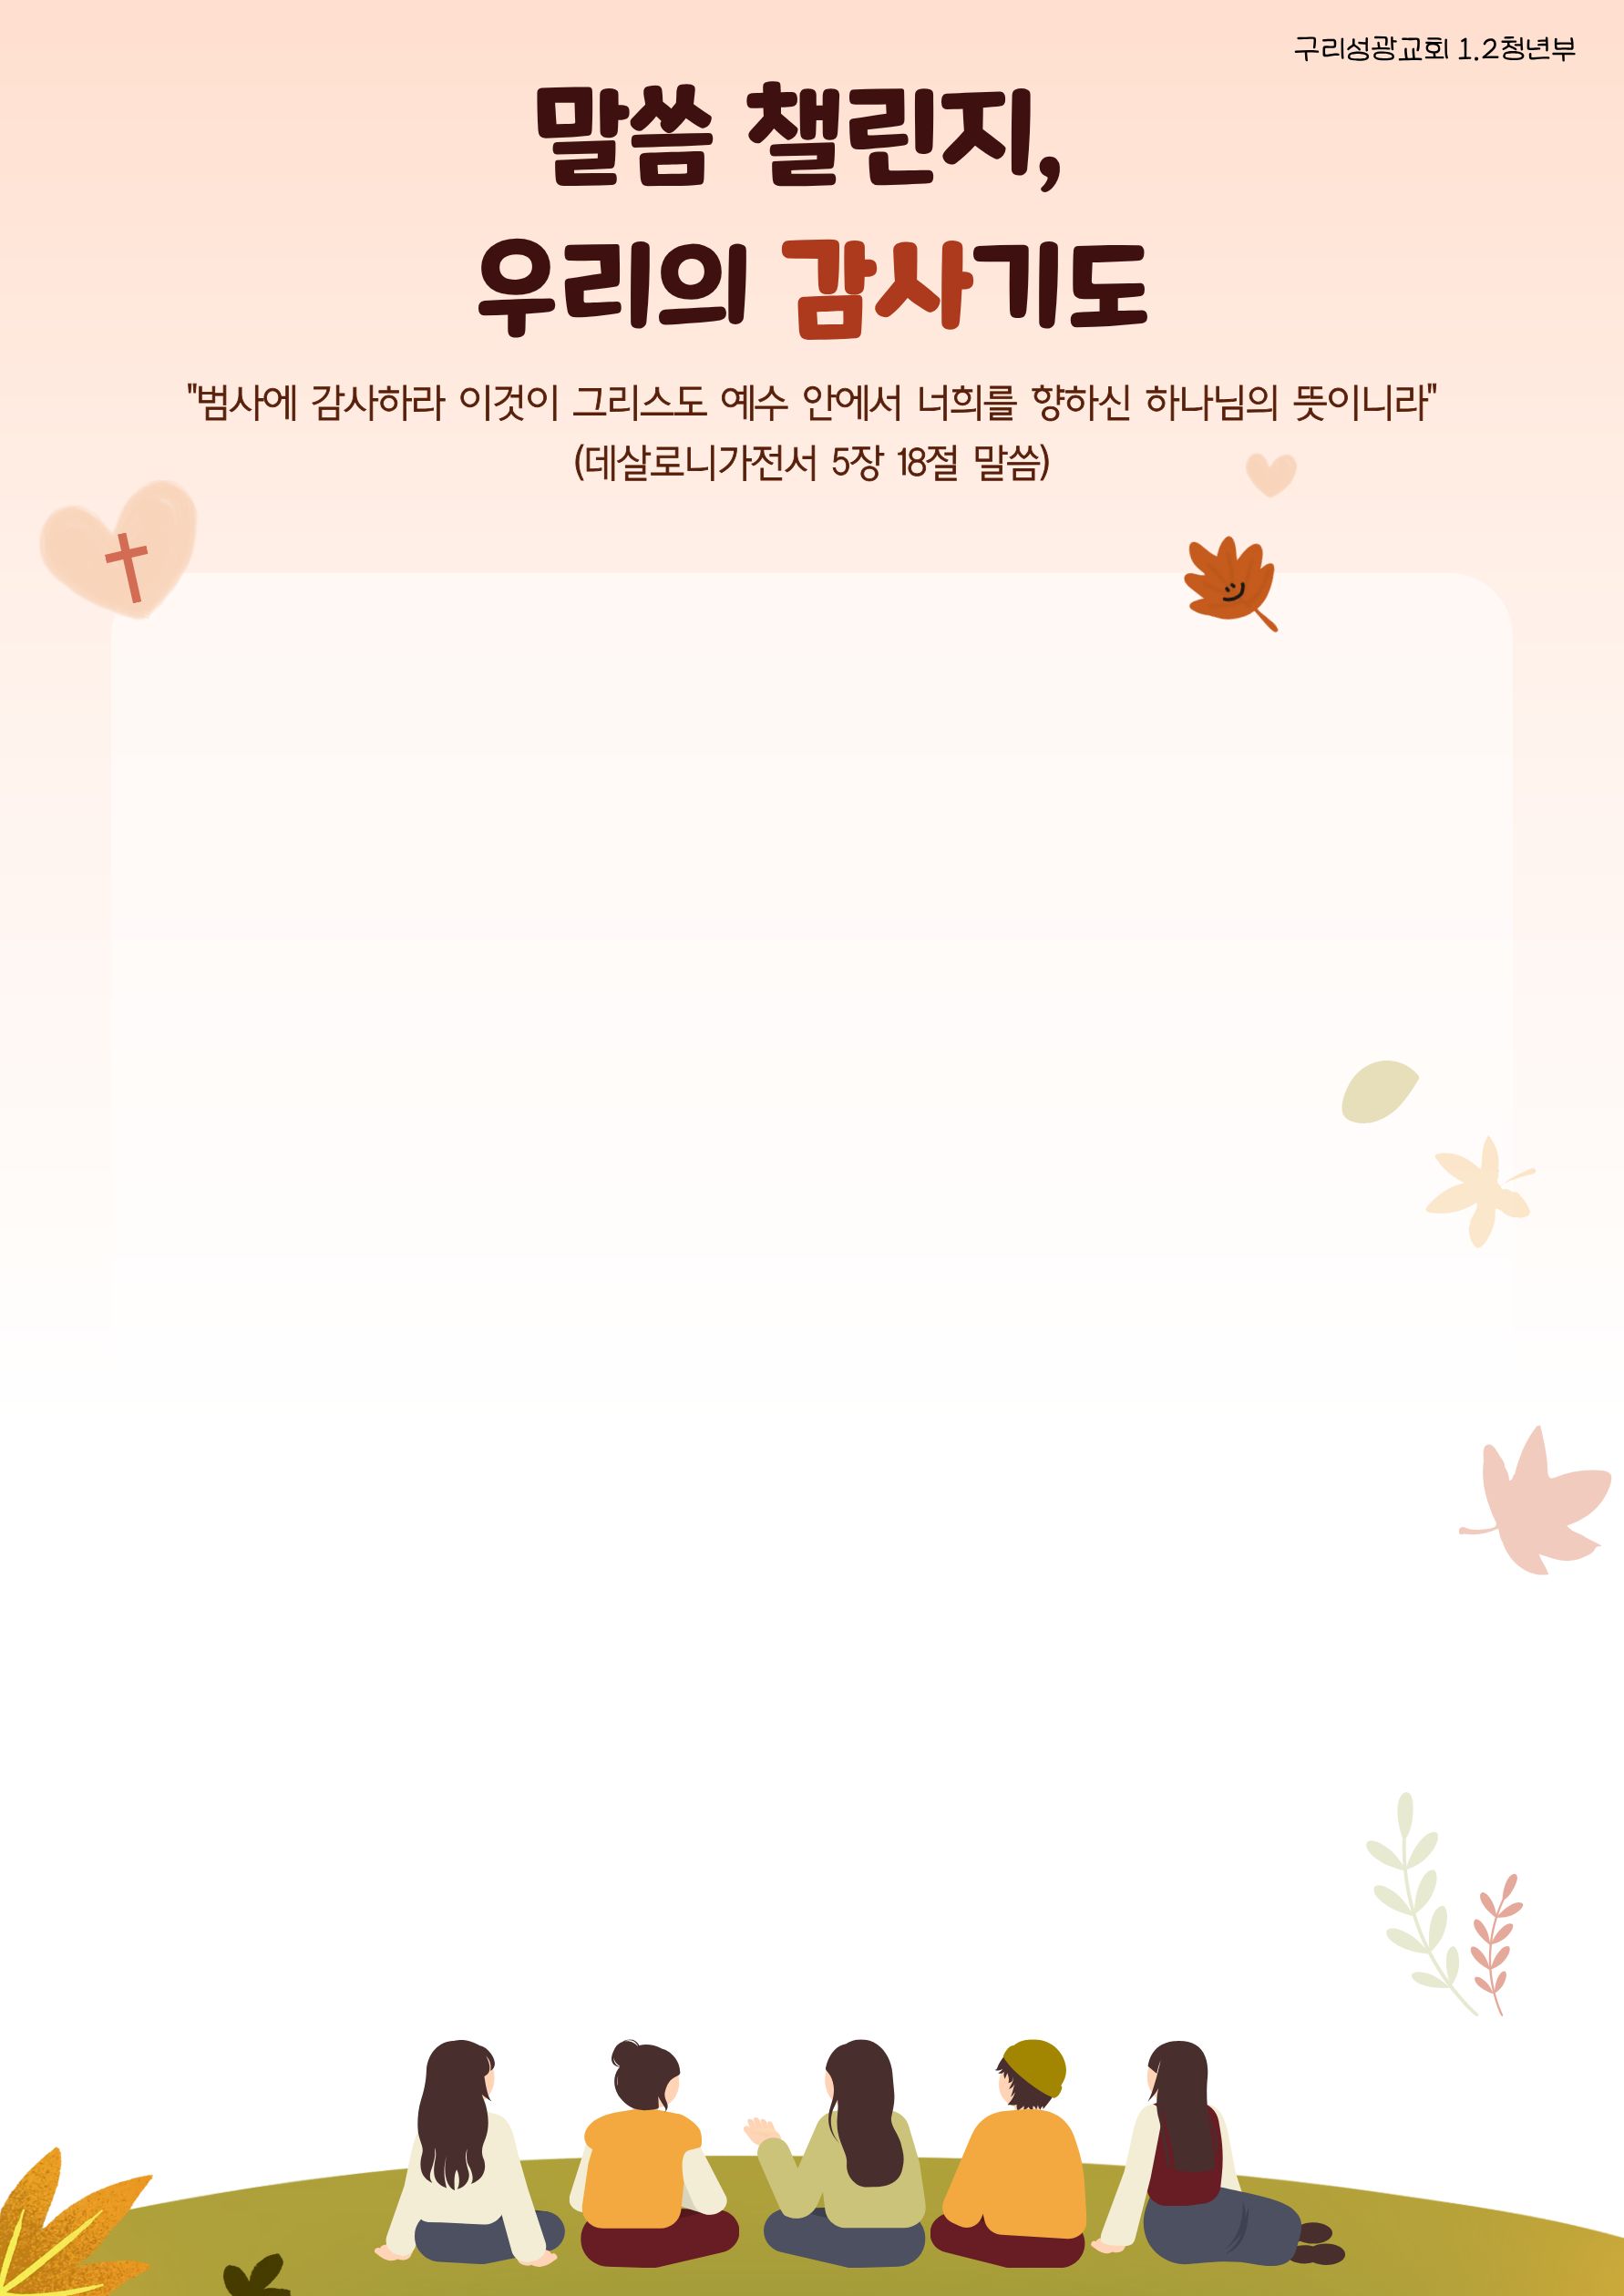 구리성광교회 1.2청년부
말씀 챌린지,
우리의 감사기도
"범사에 감사하라 이것이 그리스도 예수 안에서 너희를 향하신 하나님의 뜻이니라"
(데살로니가전서 5장 18절 말씀)